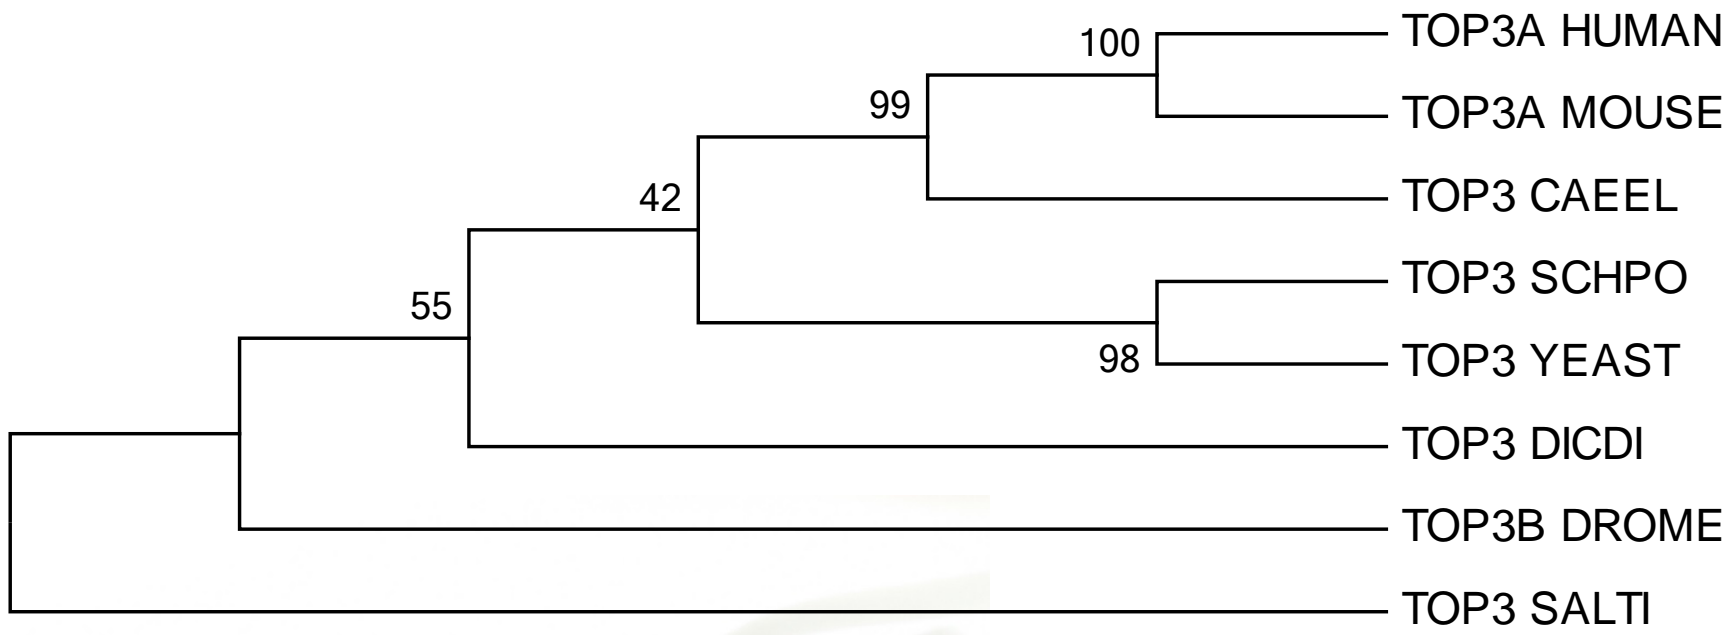 TOP3A HUMAN
100
TOP3A MOUSE
99
TOP3 CAEEL
42
TOP3 SCHPO
55
TOP3 YEAST
98
TOP3 DICDI
TOP3B DROME
TOP3 SALTI